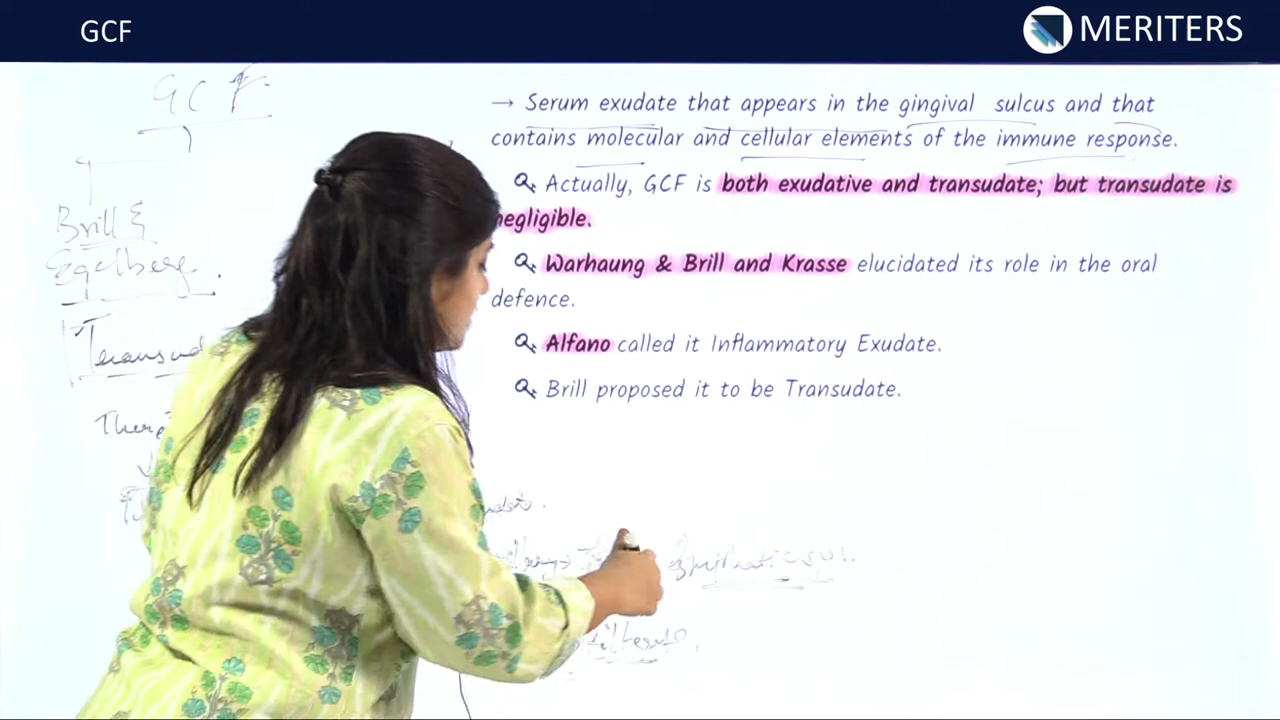 GCF
MERITERS
GCF.
Brill &
Egelberg.
Transud
There
→ Serum exudate that appears in the gingival sulcus and that
contains molecular and cellular elements of the immune response.
Actually, GCF is both exudative and transudate; but transudate is
negligible.
Warhaung & Brill and Krasse elucidated its role in the oral
defence.
Alfano called it Inflammatory Exudate.
Brill proposed it to be Transudate.